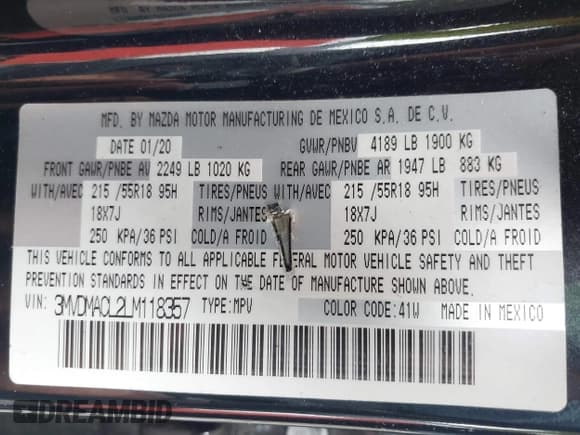 MFD. BY MAZDA MOTOR MANUFACTURING DE MEXICO S.A. DE C.V.
DATE 01/20 GVWR/PNBV 4189 LB 1900 KG
FRONT GAWR/PNBE AV 2249 LB 1020 KG REAR GAWR/PNBE AR 1947 LB 883 KG
WITH/AVEC 215 /55R18 95H TIRES/PNEUS WITH/AVEC 215 /55R18 95H TIRES/PNEUS
18X7J RIMS/JANTES 18X7J RIMS/JANTES
250 KPA/36 PSI COLD/A FROID 250 KPA/36 PSI COLD/A FROID
THIS VEHICLE CONFORMS TO ALL APPLICABLE FEDERAL MOTOR VEHICLE SAFETY AND THEFT
PREVENTION STANDARDS IN EFFECT ON THE DATE OF MANUFACTURE SHOWN ABOVE.
VIN: 3MVDMACL2LM118357 TYPE:MPV COLOR CODE:41W MADE IN MEXICO
DREAMBID